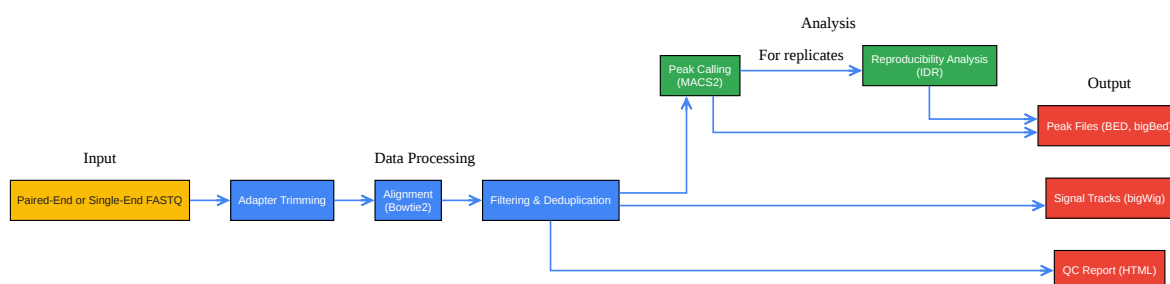 Analysis
For replicates
Peak Calling
(MACS2)
Reproducibility Analysis
(IDR)
Output
Peak Files (BED, bigBed)
Input
Data Processing
Paired-End or Single-End FASTQ
Adapter Trimming
Alignment
(Bowtie2)
Filtering & Deduplication
Signal Tracks (bigWig)
QC Report (HTML)